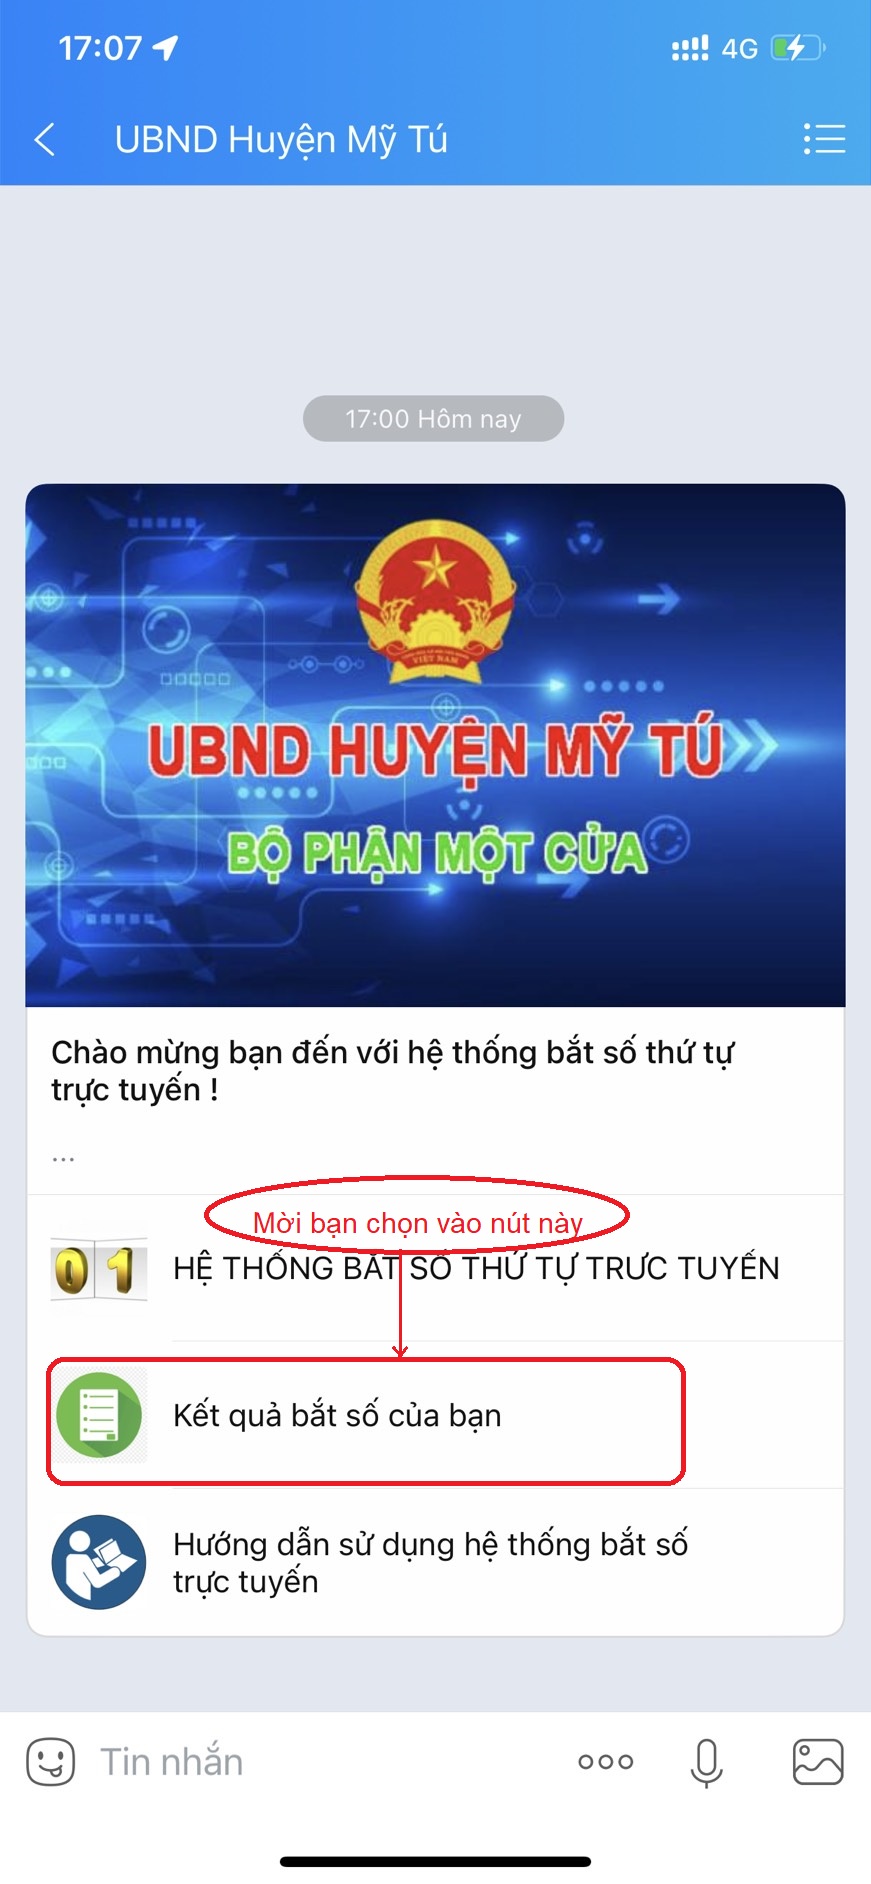 17:07
4G
UBND Huyện Mỹ Tú
17:00 Hôm nay
VIỆT NAM
UBND HUYỆN MỸ TÚ
BỘ PHẬN MỘT CỬA
Chào mừng bạn đến với hệ thống bắt số thứ tự
trực tuyến !
...
Mời bạn chọn vào nút này
01
HỆ THỐNG BẮT SỐ THỨ TỰ TRƯC TUYẾN
Kết quả bắt số của bạn
Hướng dẫn sử dụng hệ thống bắt số
trực tuyến
Tin nhắn